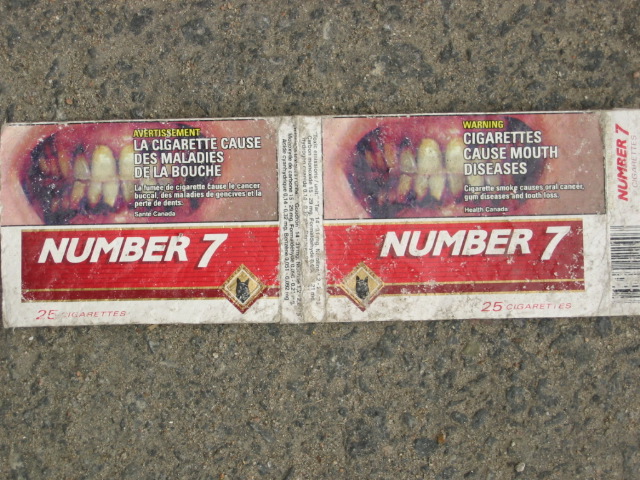 AVERTISSEMENT
LA CIGARETTE CAUSE
DES MALADIES
DE LA BOUCHE
La fumée de cigarette cause le cancer
buccal, des maladies de gencives et la
perte de dents.
Santé Canada
NUMBER 7
25 CIGARETTES
WARNING
CIGARETTES
CAUSE MOUTH
DISEASES
Cigarette smoke causes oral cancer,
gum diseases and tooth loss.
Health Canada
NUMBER 7
25 CIGARETTES
NUMBER 7
CIGARETTES